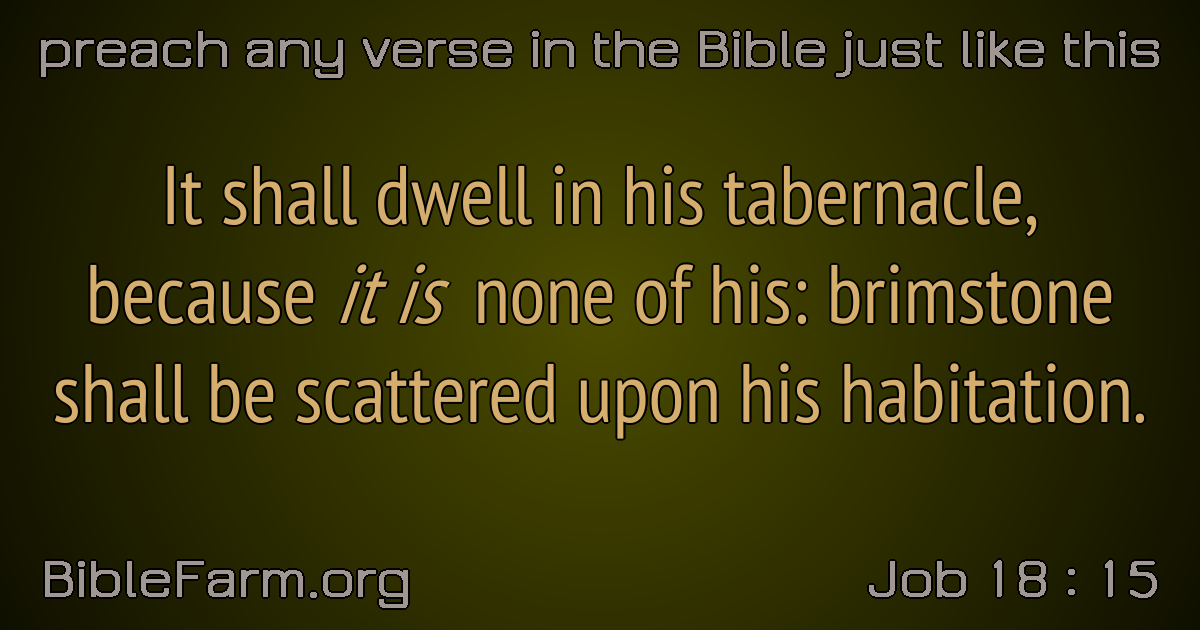 preach any verse in the Bible just like this
It shall dwell in his tabernacle,
because it is none of his: brimstone
shall be scattered upon his habitation.
BibleFarm.org
Job 18 : 15